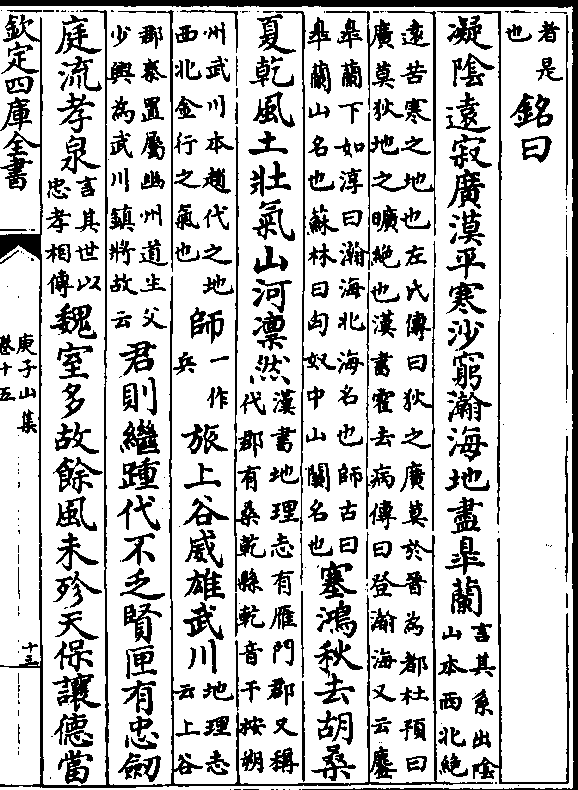 者是
也
銘曰
凝陰遠寂廣漠平寒沙窮瀚海地盡臯蘭
言其系出陰
山本西北絶
遠苦寒之地也左氏傳曰狄之廣莫於晉為都杜預曰
廣莫狄地之曠絶也漢書霍去病傳曰登瀚海又云鏖
臯蘭下如淳曰瀚海北海名也師古曰
臯蘭山名也蘇林曰匈奴中山關名也
塞鴻秋去胡桑
夏乾風土壯氣山河凛然
漢書地理志有雁門郡又稱
代郡有桑乾縣乾音干按朔
州武川本趙代之地
西北金行之氣也
師
一作
兵
旅上谷威雄武川
地理志
云上谷
郡秦置屬幽州道生父
少興為武川鎮將故云
君則繼踵代不乏賢匣有忠劒
庭流孝泉
言其世以
忠孝相傳
魏室多故餘風未殄天保讓德當
欽定四庫全書
庾子山集
卷十五
十三